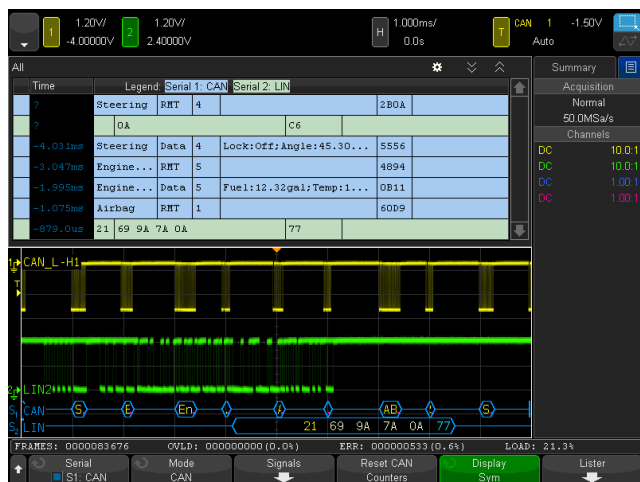 1 1.20V/ 2 1.20V/ H 1.000ms/ T CAN 1 -1.50V
-4.00000V 2.40000V 0.0s Auto
All
Summary
Time Legend: Serial 1: CAN Serial 2: LIN
Acquisition
? Steering RMT 4 2B0A
Normal
? 0A C6
50.0MSa/s
-4.031ms Steering Data 4 Lock:Off;Angle:45.30... 5556
Channels
-3.047ms Engine... RMT 5 4894
DC 10.0:1
-1.995ms Engine... Data 5 Fuel:12.32gal;Temp:1... 0B11
DC 10.0:1
-1.075ms Airbag RMT 1 60D9
DC 1.00:1
-879.0us 21 69 9A 7A 0A 77
DC 1.00:1
CAN_L -H1
T
LIN2
S1 CAN S E En A AB S
S2 LIN 21 69 9A 7A 0A 77
FRAMES: 0000083676 OVLD: 000000000(0.0%) ERR: 000000533(0.6%) LOAD: 21.3%
Serial Mode Signals Reset CAN Display Lister
S1: CAN CAN Counters Sym